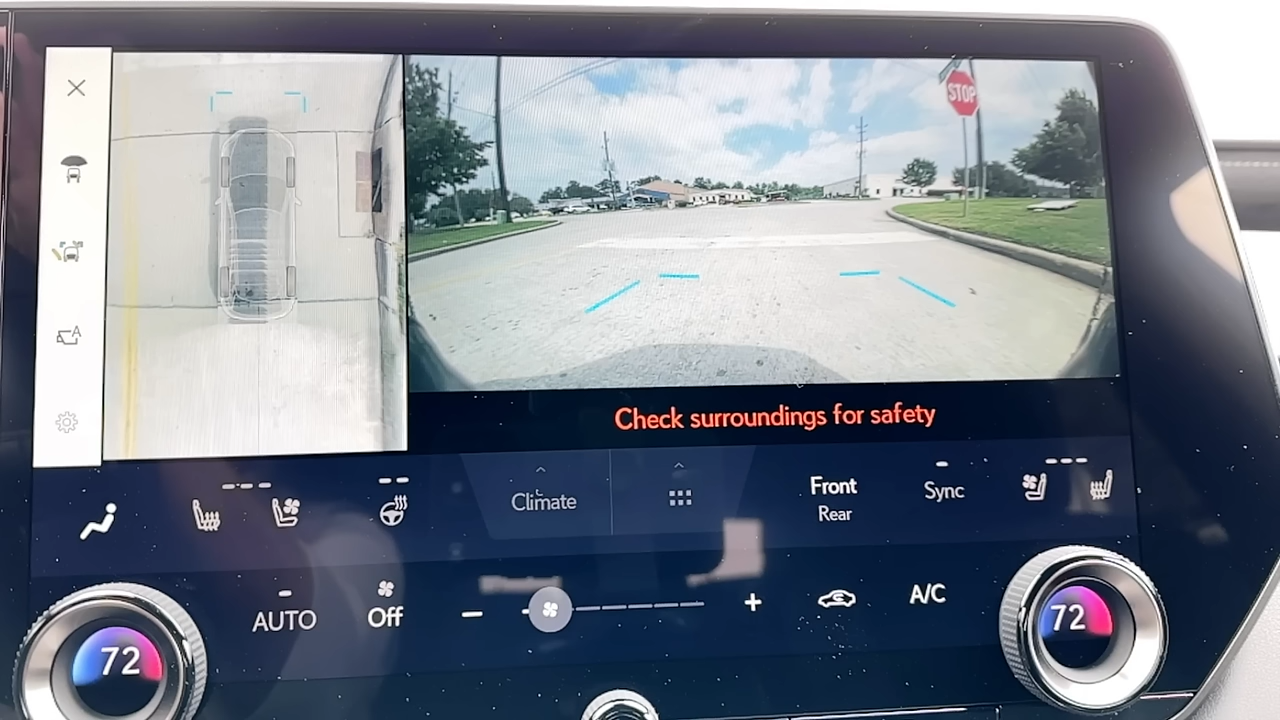 STOP
Check surroundings for safety
Climate
Front
Rear
Sync
AUTO
Off
A/C
72
72